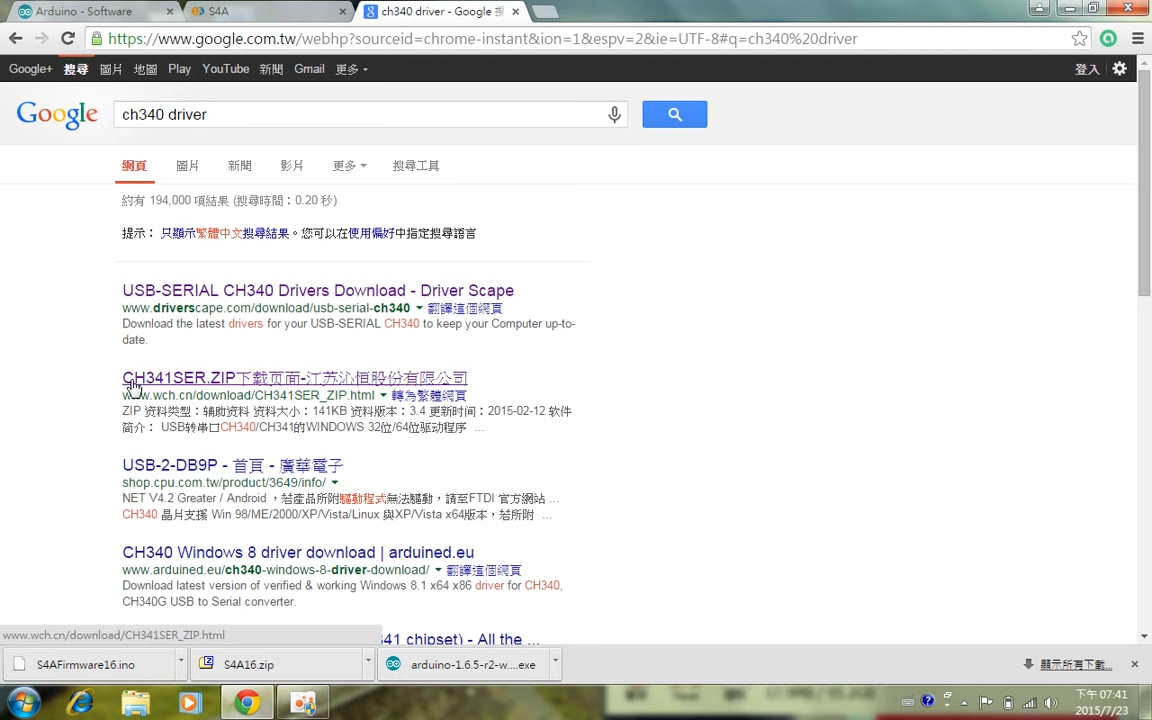 Arduino - Software
S4A
ch340 driver - Google 搜
https://www.google.com.tw/webhp?sourceid=chrome-instant&ion=1&espv=2&ie=UTF-8#q=ch340%20driver
Google+ 搜尋 圖片 地圖 Play YouTube 新聞 Gmail 更多
登入
Google
ch340 driver
網頁 圖片 新聞 影片 更多 搜尋工具
約有 194,000 項結果 (搜尋時間：0.20 秒)
提示： 只顯示繁體中文搜尋結果。您可以在使用偏好中指定搜尋語言
USB-SERIAL CH340 Drivers Download - Driver Scape
www.driverscape.com/download/usb-serial-ch340 翻譯這個網頁
Download the latest drivers for your USB-SERIAL CH340 to keep your Computer up-to-
date.
CH341SER.ZIP下载页面-江苏沁恒股份有限公司
www.wch.cn/download/CH341SER_ZIP.html 轉為繁體網頁
ZIP 资料类型：辅助资料 资料大小：141KB 资料版本：3.4 更新时间：2015-02-12 软件
简介： USB转串口CH340/CH341的WINDOWS 32位/64位驱动程序 ...
USB-2-DB9P - 首頁 - 廣華電子
shop.cpu.com.tw/product/3649/info/
NET V4.2 Greater / Android ，若產品所附驅動程式無法驅動，請至FTDI 官方網站 ...
CH340 晶片支援 Win 98/ME/2000/XP/Vista/Linux 與XP/Vista x64版本，若所附 ...
CH340 Windows 8 driver download | arduined.eu
www.arduined.eu/ch340-windows-8-driver-download/ 翻譯這個網頁
Download latest version of verified & working Windows 8.1 x64 x86 driver for CH340,
CH340G USB to Serial converter.
41 chipset) - All the ...
www.wch.cn/download/CH341SER_ZIP.html
S4AFirmware16.ino
S4A16.zip
arduino-1.6.5-r2-w....exe
顯示所有下載...
下午 07:41
2015/7/23